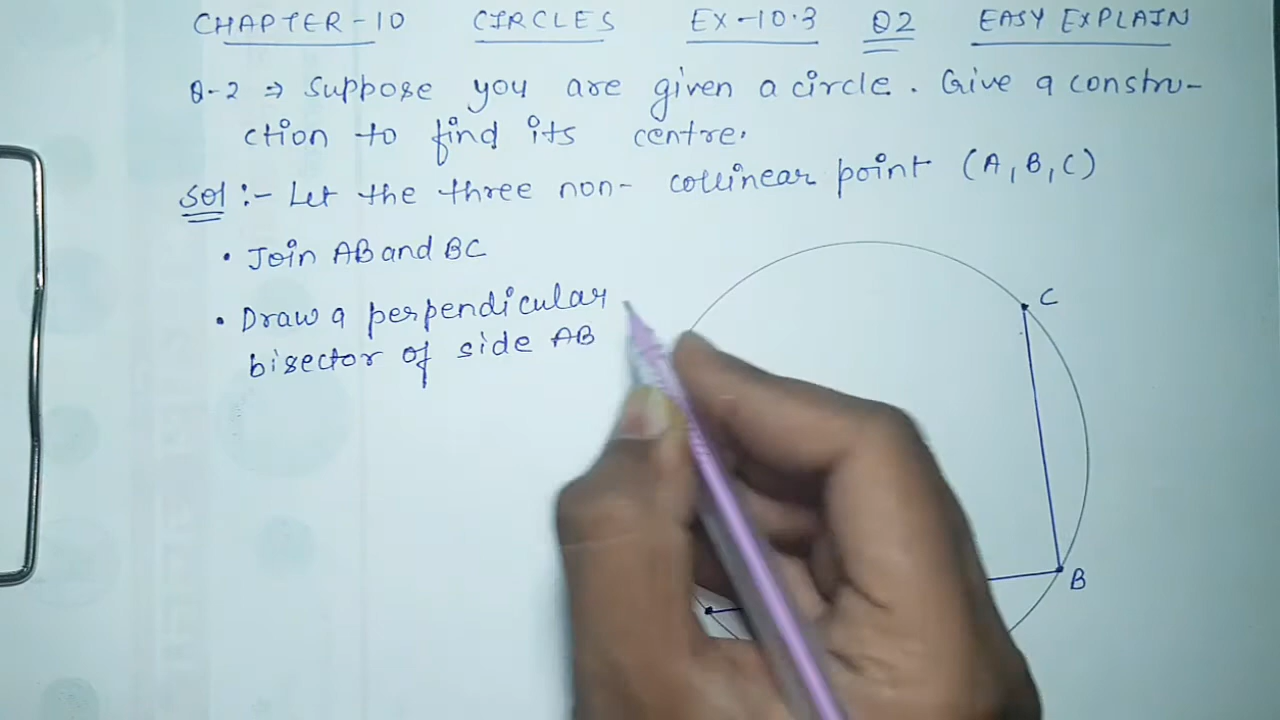 CHAPTER-10 CIRCLES EX-10.3 Q2 EASY EXPLAIN
Q-2 ⇒ Suppose you are given a circle. Give a constru-
ction to find its centre.
Sol :- Let the three non- collinear point (A, B, C)
• Join AB and BC
• Draw a perpendicular
bisector of side AB
C
B